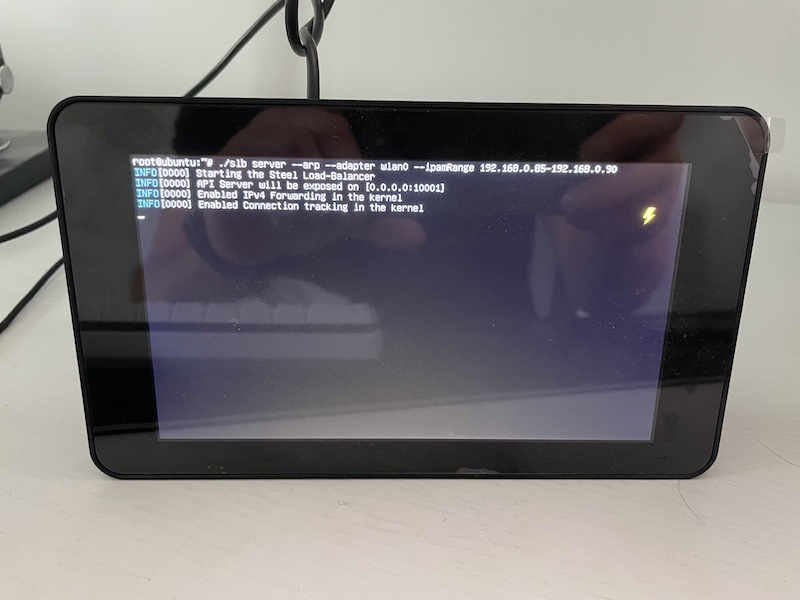 root@ubuntu:~# ./slb server --arp --adapter wlan0 --ipamRange 192.168.0.85-192.168.0.90
INFO[0000] Starting the Steel Load-Balancer
INFO[0000] API Server will be exposed on [0.0.0.0:10001]
INFO[0000] Enabled IPv4 Forwarding in the kernel
INFO[0000] Enabled Connection tracking in the kernel